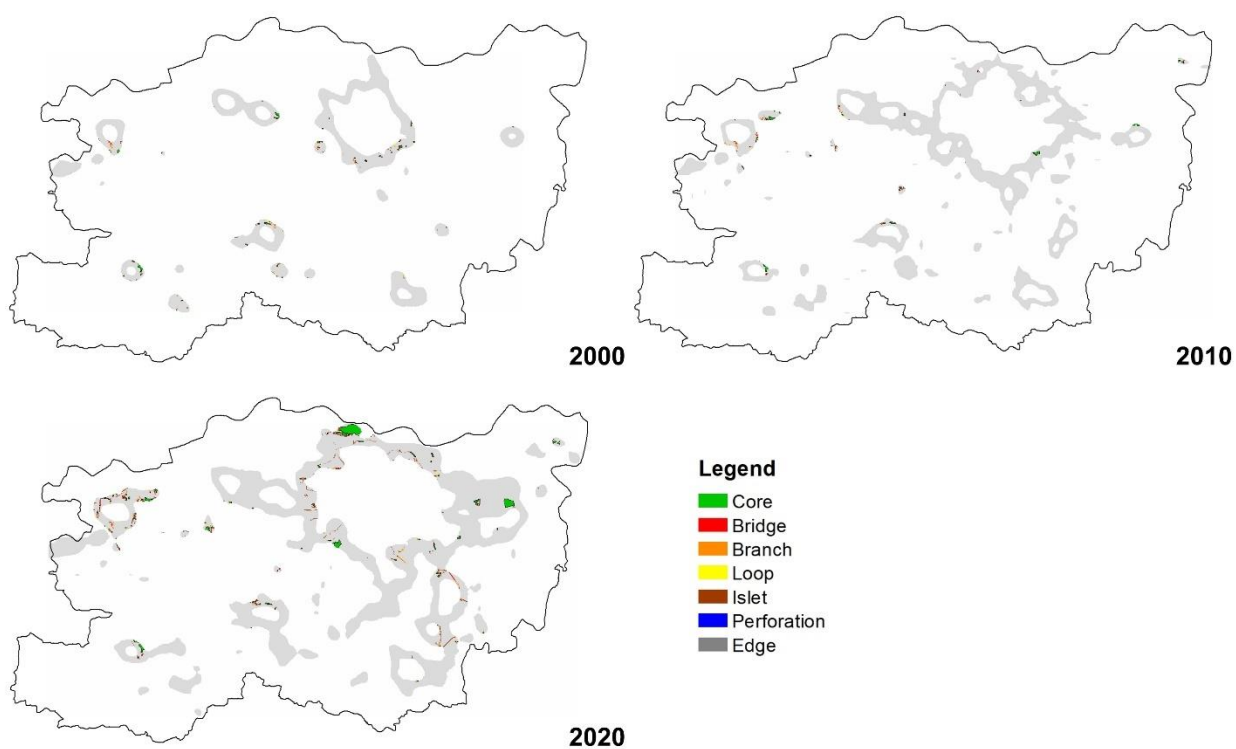 2000
2010
2020
Legend
Core
Bridge
Branch
Loop
Islet
Perforation
Edge